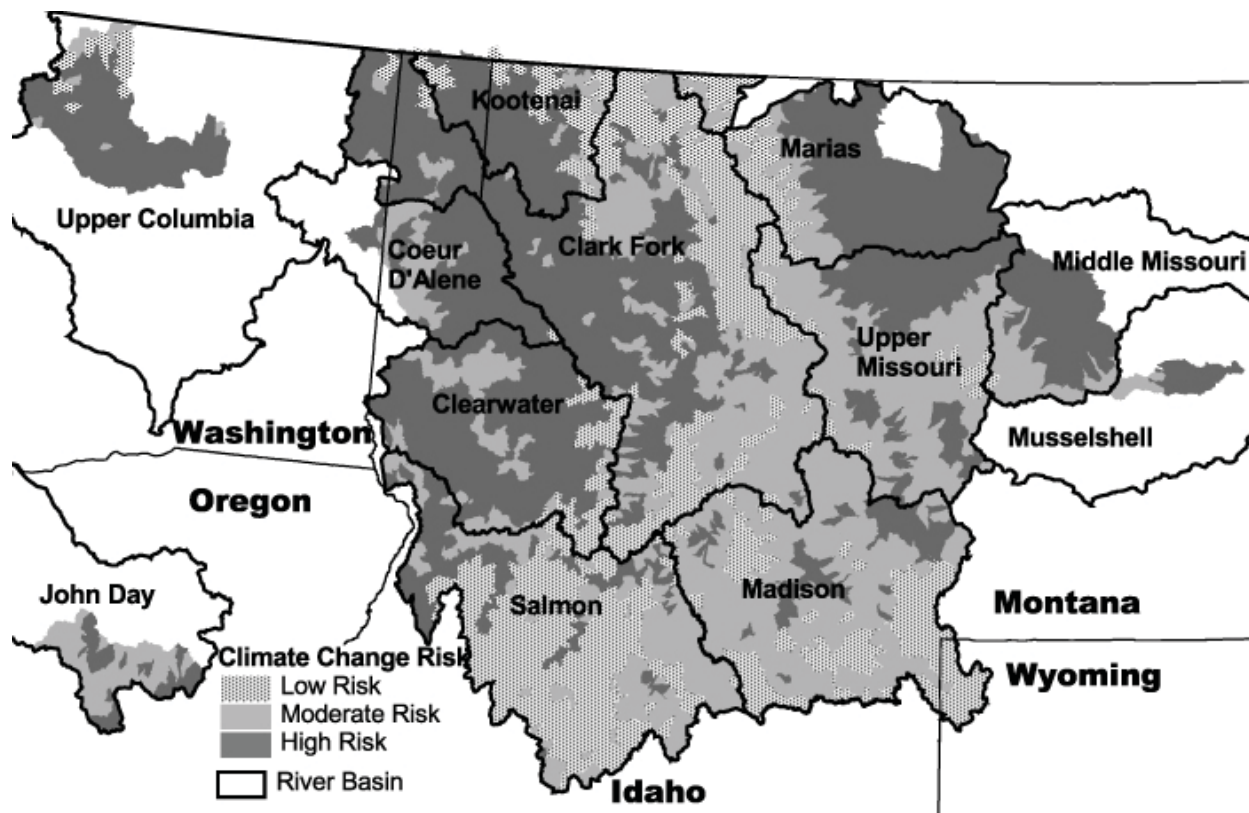 Kootenai
Marias
Upper Columbia
Coeur
D'Alene
Clark Fork
Middle Missouri
Upper
Missouri
Clearwater
Washington
Musselshell
Oregon
John Day
Salmon
Madison
Montana
Wyoming
Climate Change Risk
Low Risk
Moderate Risk
High Risk
River Basin
Idaho